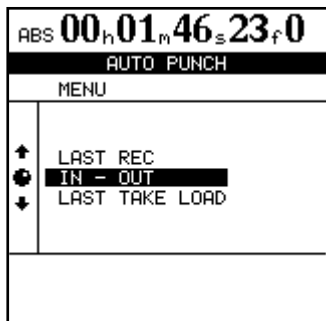 ABS 00h01m46s23f0
AUTO PUNCH
MENU
LAST REC
IN - OUT
LAST TAKE LOAD